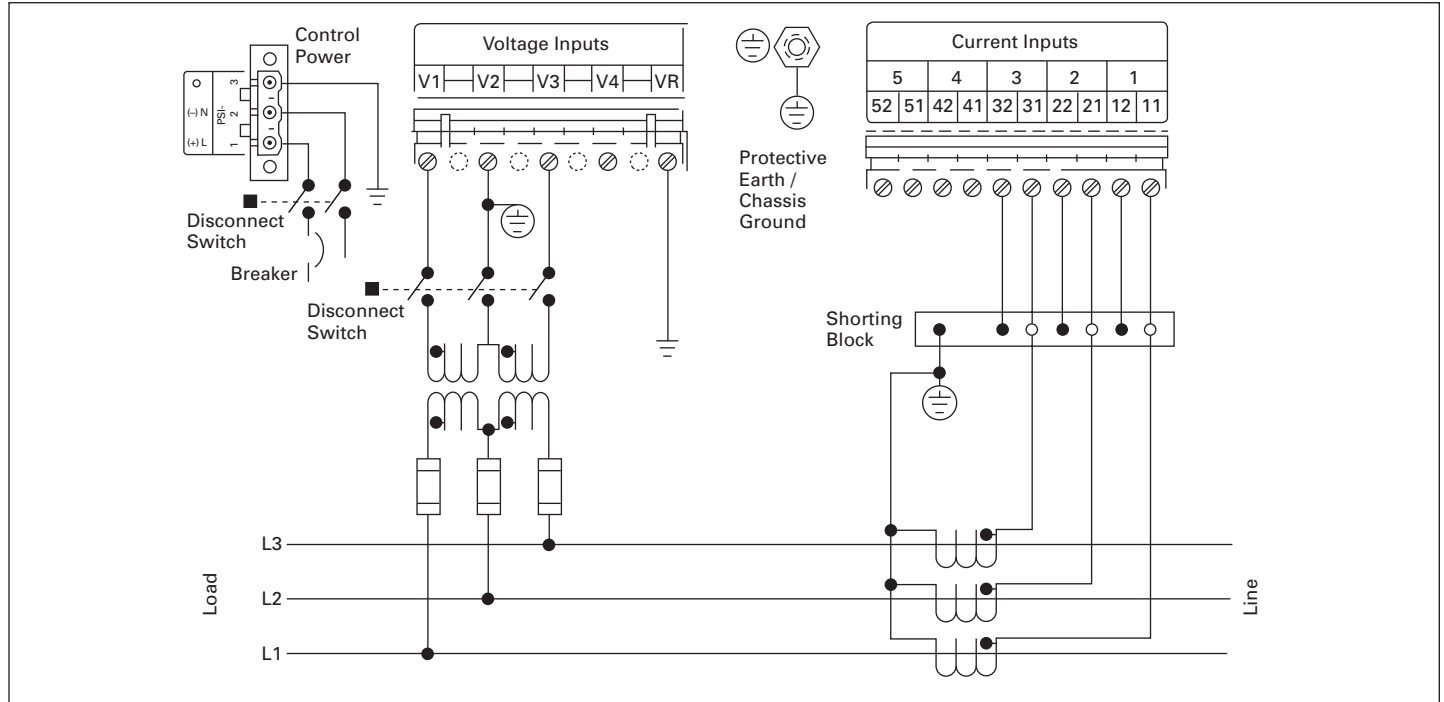 Control
Power
3
(–) N
PSI-
2
(+) L
1
Disconnect
Switch
Breaker
Voltage Inputs
V1 V2 V3 V4 VR
Disconnect
Switch
Protective
Earth /
Chassis
Ground
Current Inputs
5 4 3 2 1
52 51 42 41 32 31 22 21 12 11
Shorting
Block
Load
L3
L2
L1
Line